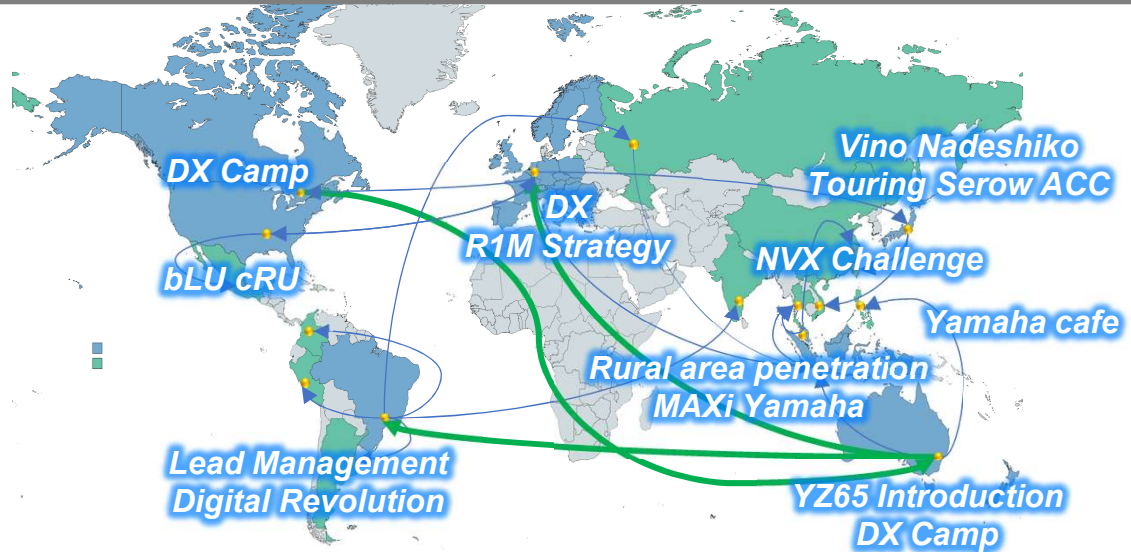 Vino Nadeshiko
Touring Serow ACC
DX Camp
DX
R1M Strategy
NVX Challenge
bLU cRU
Yamaha cafe
Rural area penetration
MAXi Yamaha
Lead Management
Digital Revolution
YZ65 Introduction
DX Camp